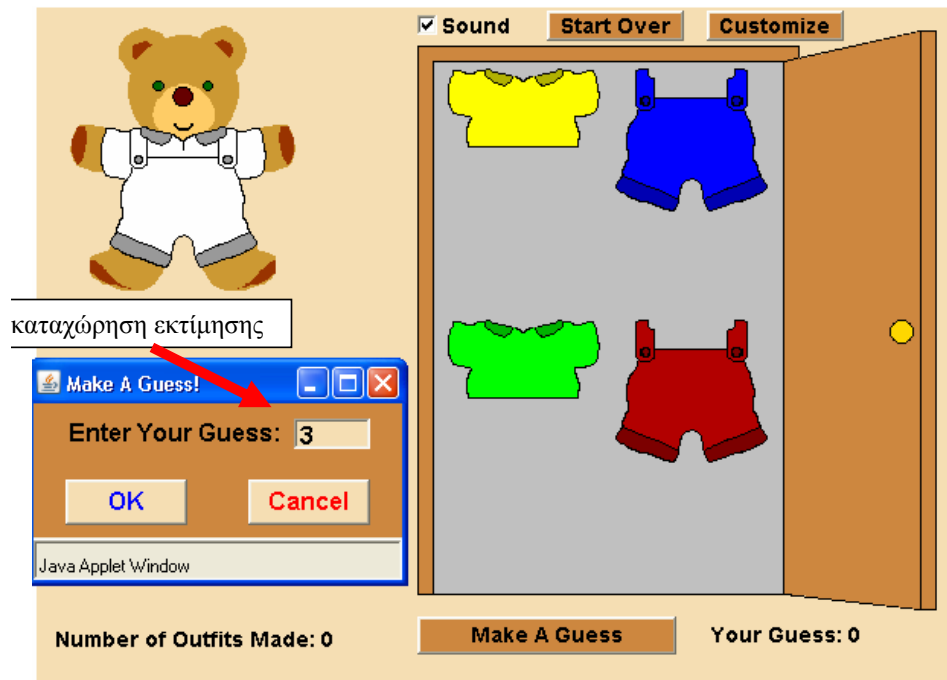 Sound
Start Over
Customize
καταχώρηση εκτίμησης
Make A Guess!
Enter Your Guess: 3
OK
Cancel
Java Applet Window
Number of Outfits Made: 0
Make A Guess
Your Guess: 0